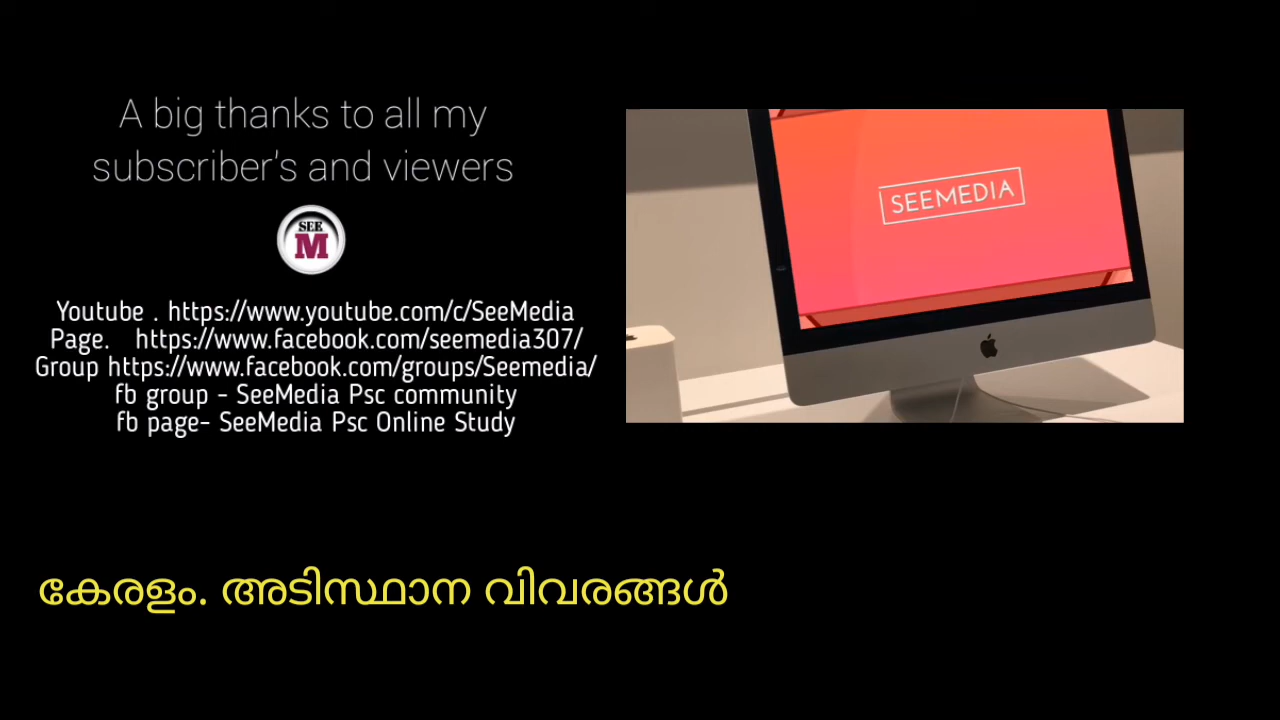 A big thanks to all my
subscriber's and viewers
SEE
M
Youtube . https://www.youtube.com/c/SeeMedia
Page. https://www.facebook.com/seemedia307/
Group https://www.facebook.com/groups/Seemedia/
fb group - SeeMedia Psc community
fb page- SeeMedia Psc Online Study
SEEMEDIA
കേരളം. അടിസ്ഥാന വിവരങ്ങൾ